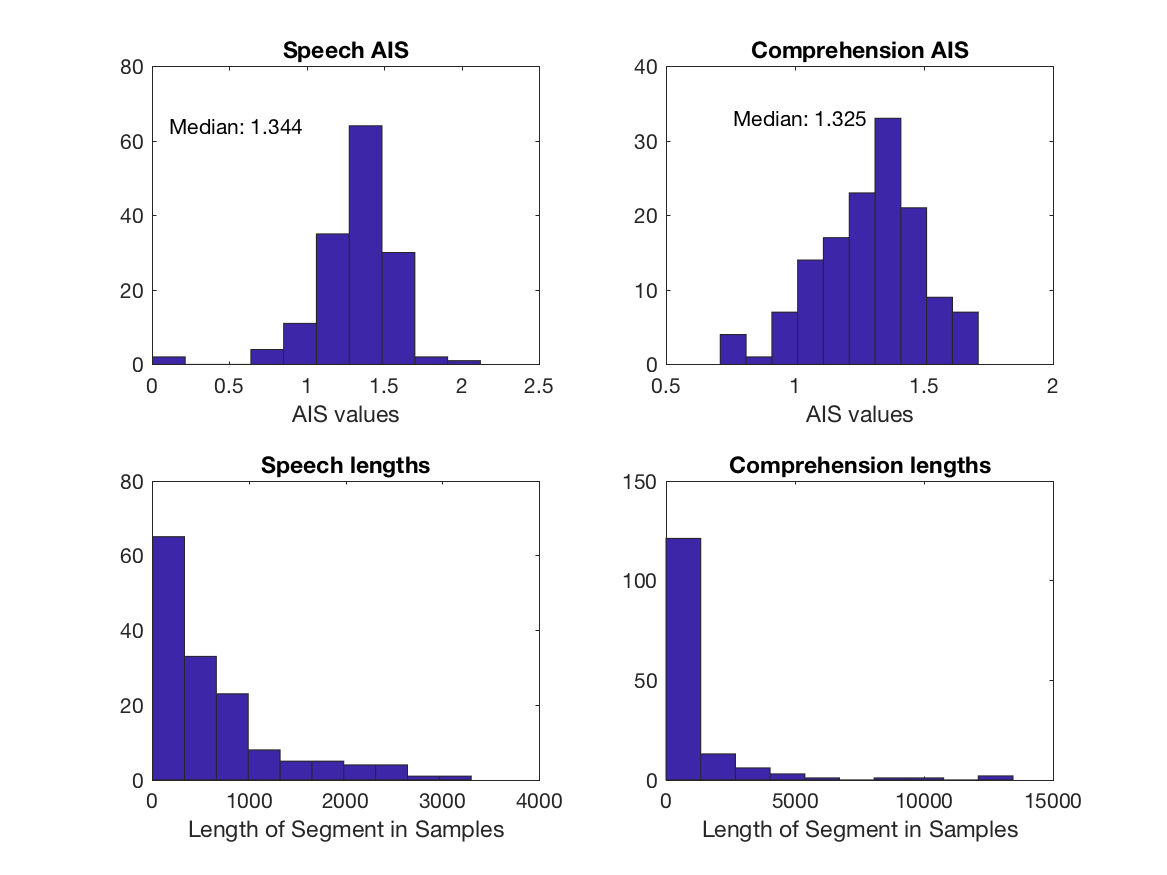 Speech AIS
80
60
40
20
0
Median: 1.344
0 0.5 1 1.5 2 2.5
AIS values
Comprehension AIS
40
30
20
10
0
Median: 1.325
0.5 1 1.5 2
AIS values
Speech lengths
80
60
40
20
0
0 1000 2000 3000 4000
Length of Segment in Samples
Comprehension lengths
150
100
50
0
0 5000 10000 15000
Length of Segment in Samples